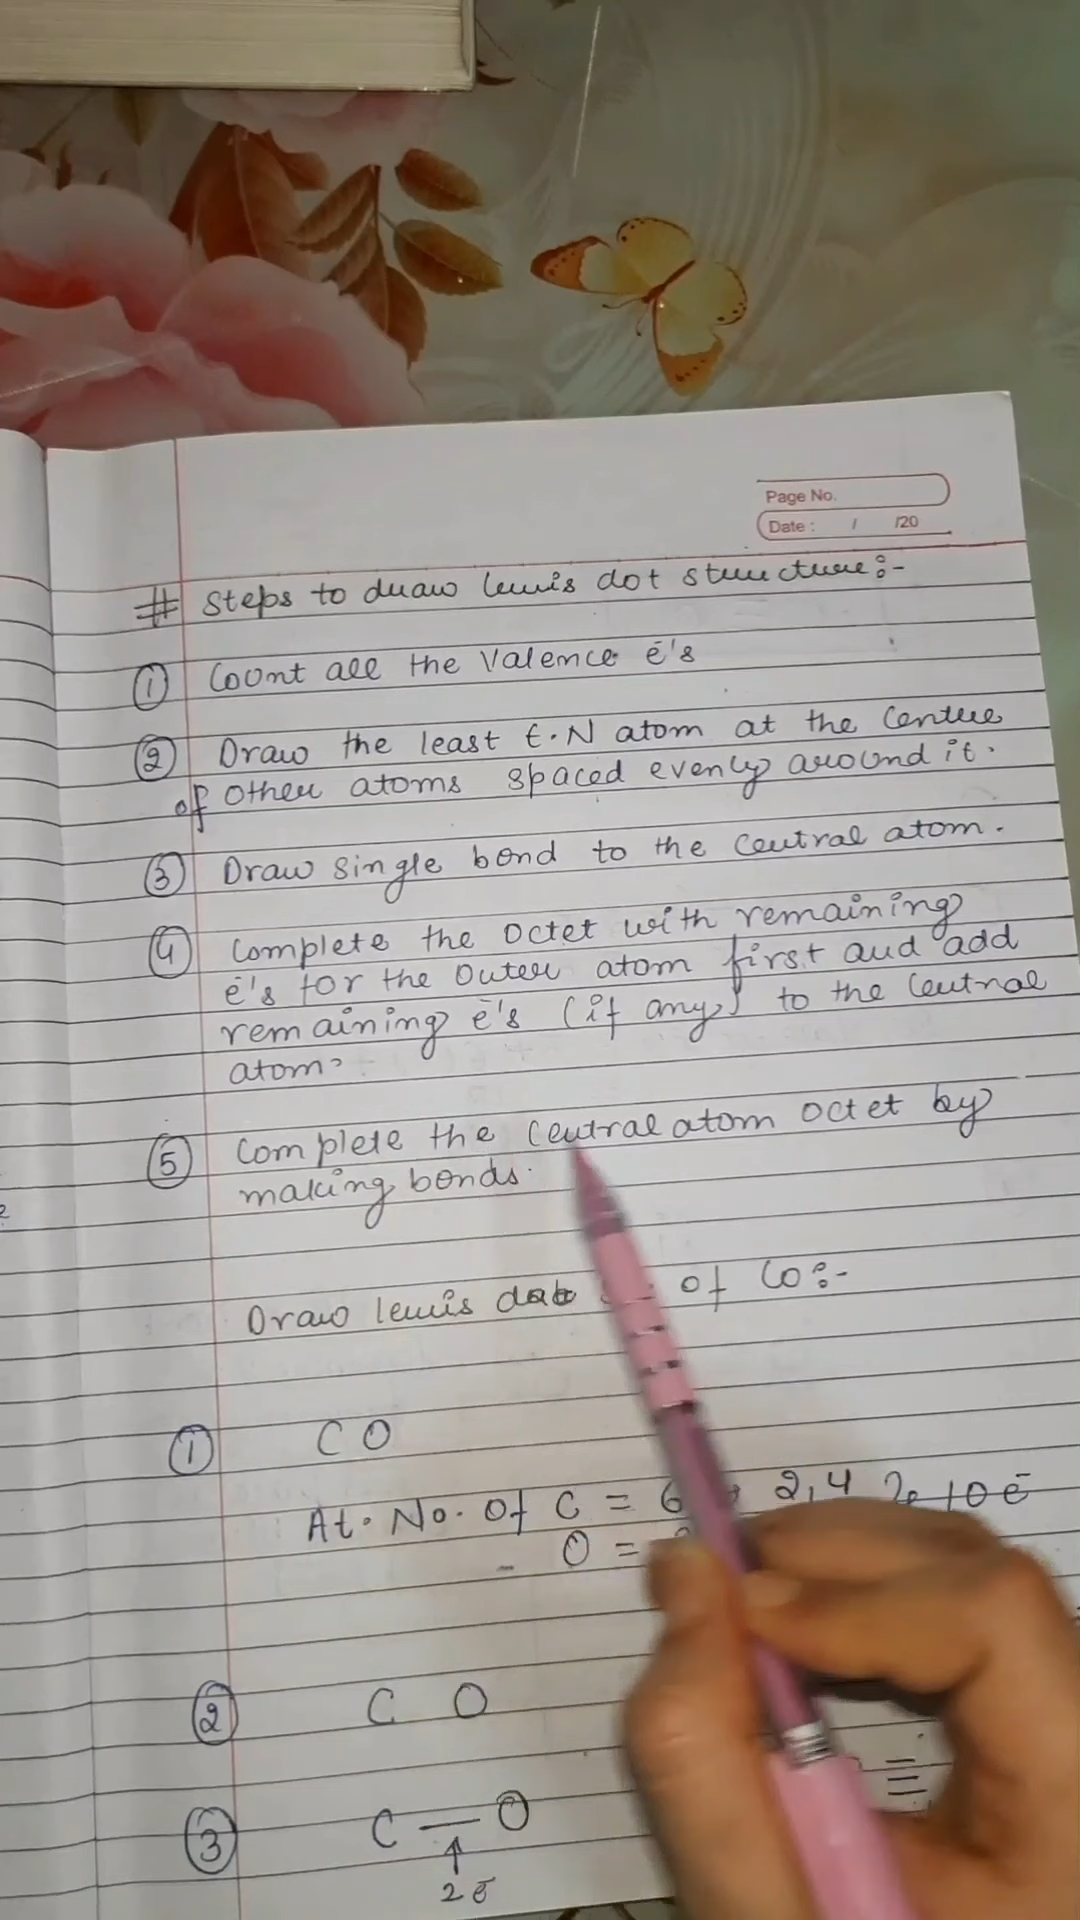 Page No.
Date : / /20
# Steps to draw lewis dot structure:-
① Count all the Valence ē's
② Draw the least E.N atom at the centre
of other atoms spaced evenly around it.
③ Draw single bond to the central atom.
④ Complete the octet with remaining
ē's for the outer atom first and add
remaining ē's (if any) to the central
atom.
⑤ Complete the central atom octet by
making bonds.
Draw lewis dot of CO:-
① C O
At. No. Of C = 6 2,4 10 ē
O =
② C O
③ C — O
↑
2 ē